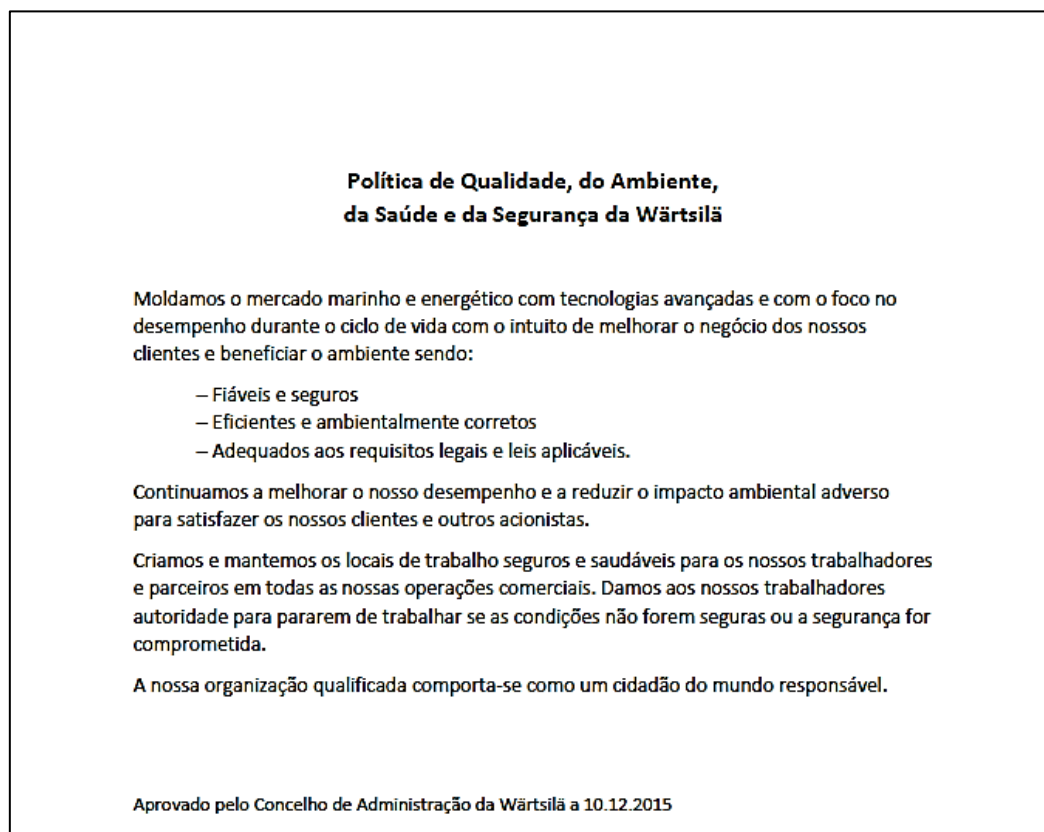 Política de Qualidade, do Ambiente,
da Saúde e da Segurança da Wärtsilä
Moldamos o mercado marinho e energético com tecnologias avançadas e com o foco no
desempenho durante o ciclo de vida com o intuito de melhorar o negócio dos nossos
clientes e beneficiar o ambiente sendo:
– Fiáveis e seguros
– Eficientes e ambientalmente corretos
– Adequados aos requisitos legais e leis aplicáveis.
Continuamos a melhorar o nosso desempenho e a reduzir o impacto ambiental adverso
para satisfazer os nossos clientes e outros acionistas.
Criamos e mantemos os locais de trabalho seguros e saudáveis para os nossos trabalhadores
e parceiros em todas as nossas operações comerciais. Damos aos nossos trabalhadores
autoridade para pararem de trabalhar se as condições não forem seguras ou a segurança for
comprometida.
A nossa organização qualificada comporta-se como um cidadão do mundo responsável.
Aprovado pelo Concelho de Administração da Wärtsilä a 10.12.2015